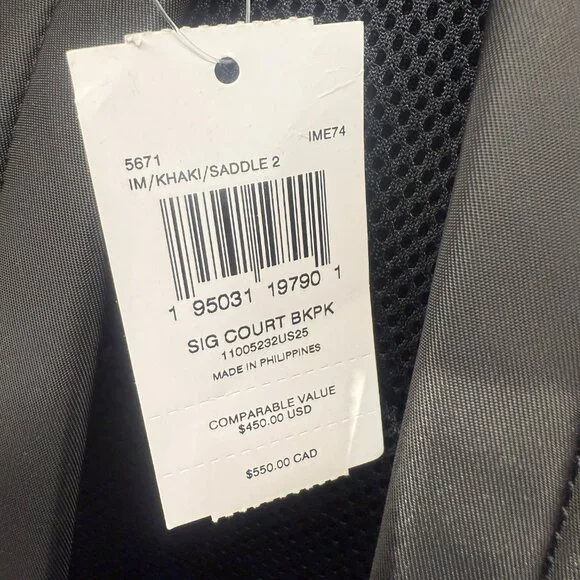 5671 IME74
IM/KHAKI/SADDLE 2
1 95031 19790 1
SIG COURT BKPK
11005232US25
MADE IN PHILIPPINES
COMPARABLE VALUE
$450.00 USD
$550.00 CAD